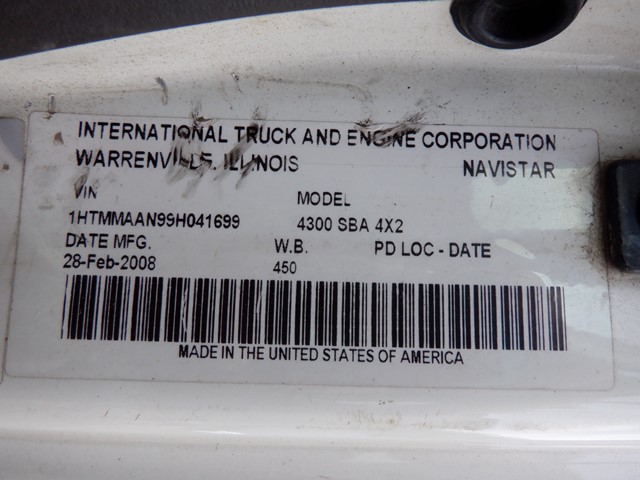 INTERNATIONAL TRUCK AND ENGINE CORPORATION
WARRENVILLE, ILLINOIS NAVISTAR
VIN MODEL
1HTMMAAN99H041699 4300 SBA 4X2
DATE MFG. W.B. PD LOC - DATE
28-Feb-2008 450
MADE IN THE UNITED STATES OF AMERICA